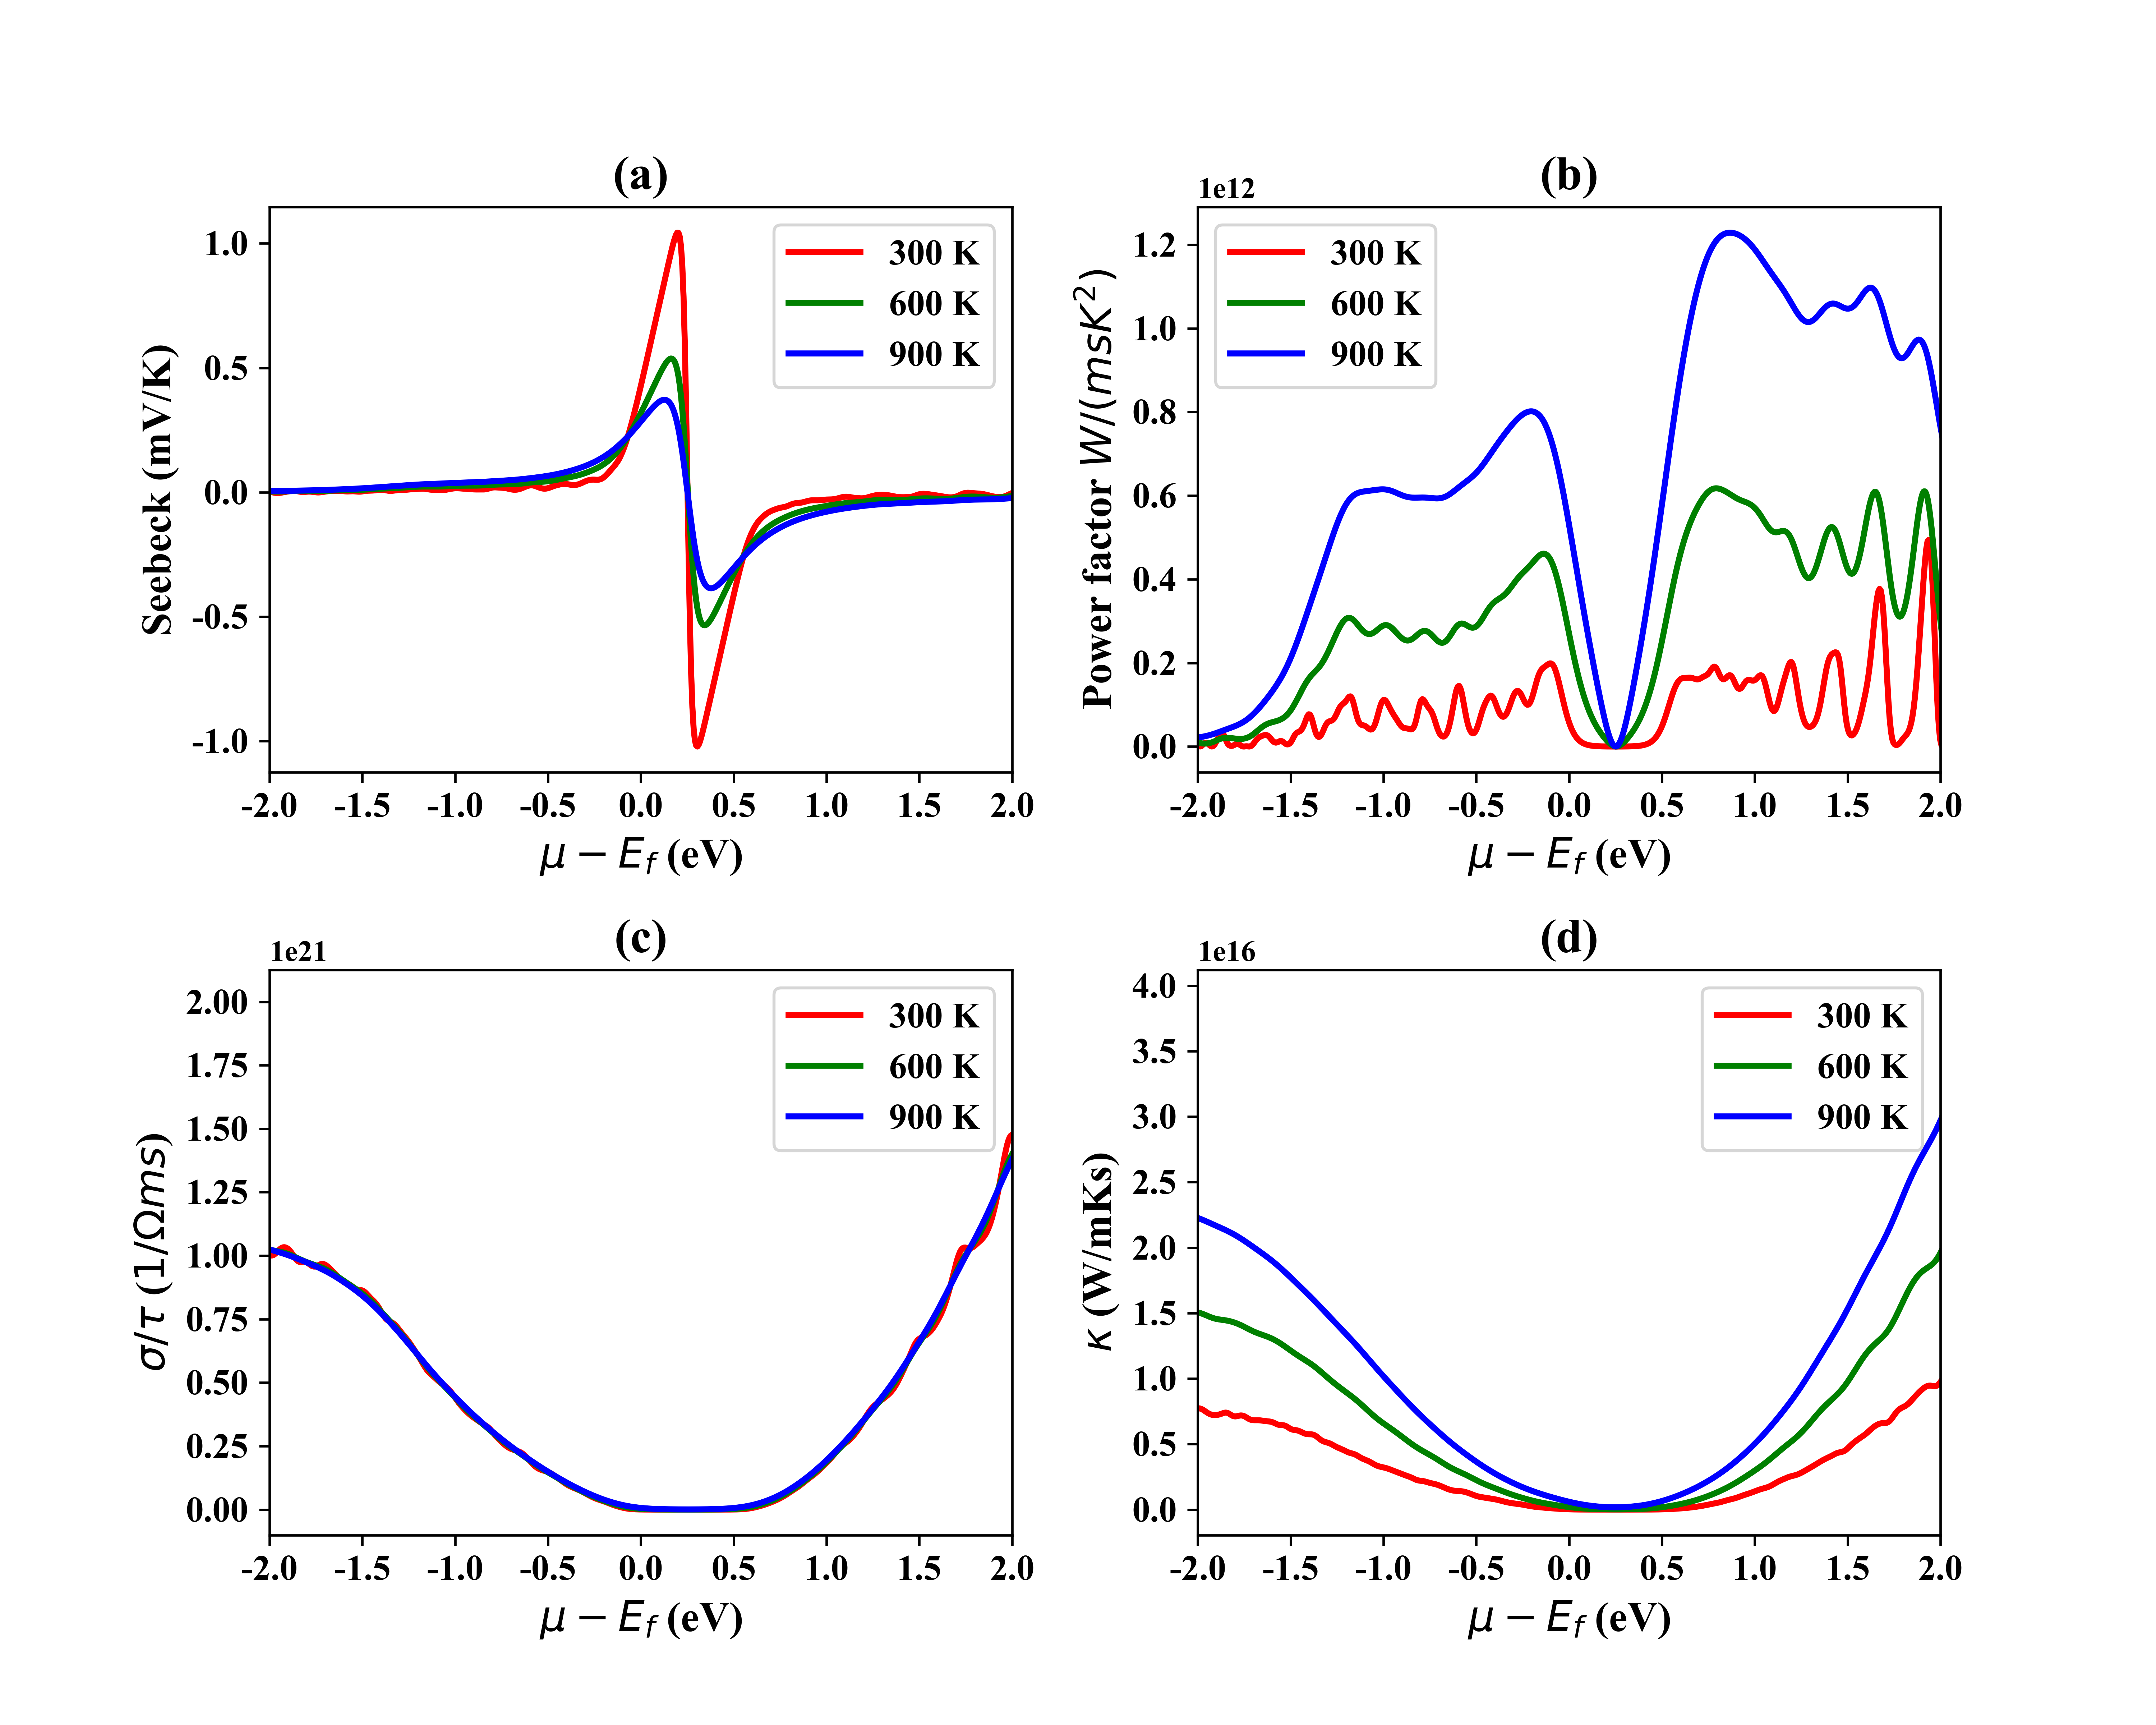 (a)
1.0
0.5
0.0
-0.5
-1.0
Seebeck (mV/K)
300 K
600 K
900 K
-2.0 -1.5 -1.0 -0.5 0.0 0.5 1.0 1.5 2.0
μ − E_f (eV)
(b)
1e12
1.2
1.0
0.8
0.6
0.4
0.2
0.0
Power factor W/(msK²)
300 K
600 K
900 K
-2.0 -1.5 -1.0 -0.5 0.0 0.5 1.0 1.5 2.0
μ − E_f (eV)
(c)
1e21
2.00
1.75
1.50
1.25
1.00
0.75
0.50
0.25
0.00
σ/τ (1/Ωms)
300 K
600 K
900 K
-2.0 -1.5 -1.0 -0.5 0.0 0.5 1.0 1.5 2.0
μ − E_f (eV)
(d)
1e16
4.0
3.5
3.0
2.5
2.0
1.5
1.0
0.5
0.0
κ (W/mKs)
300 K
600 K
900 K
-2.0 -1.5 -1.0 -0.5 0.0 0.5 1.0 1.5 2.0
μ − E_f (eV)